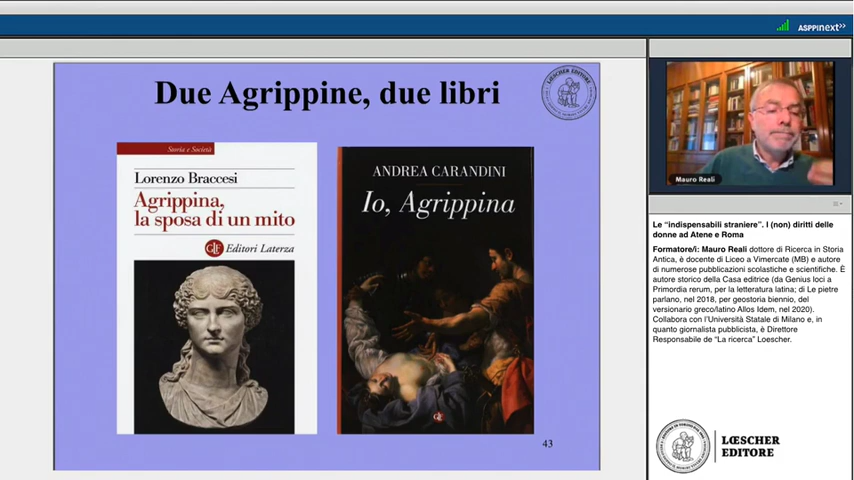 ASPPInext>>
Due Agrippine, due libri
LOESCHER EDITORE
Storia e Società
Lorenzo Braccesi
Agrippina,
la sposa di un mito
GLF Editori Laterza
ANDREA CARANDINI
Io, Agrippina
43
Mauro Reali
Le “indispensabili straniere”. I (non) diritti delle
donne ad Atene e Roma
Formatore/i: Mauro Reali dottore di Ricerca in Storia
Antica, è docente di Liceo a Vimercate (MB) e autore
di numerose pubblicazioni scolastiche e scientifiche. È
autore storico della Casa editrice (da Genius loci a
Primordia rerum, per la letteratura latina; di Le pietre
parlano, nel 2018, per geostoria biennio, del
versionario greco/latino Allos Idem, nel 2020).
Collabora con l'Università Statale di Milano e, in
quanto giornalista pubblicista, è Direttore
Responsabile de “La ricerca” Loescher.
LŒSCHER
EDITORE